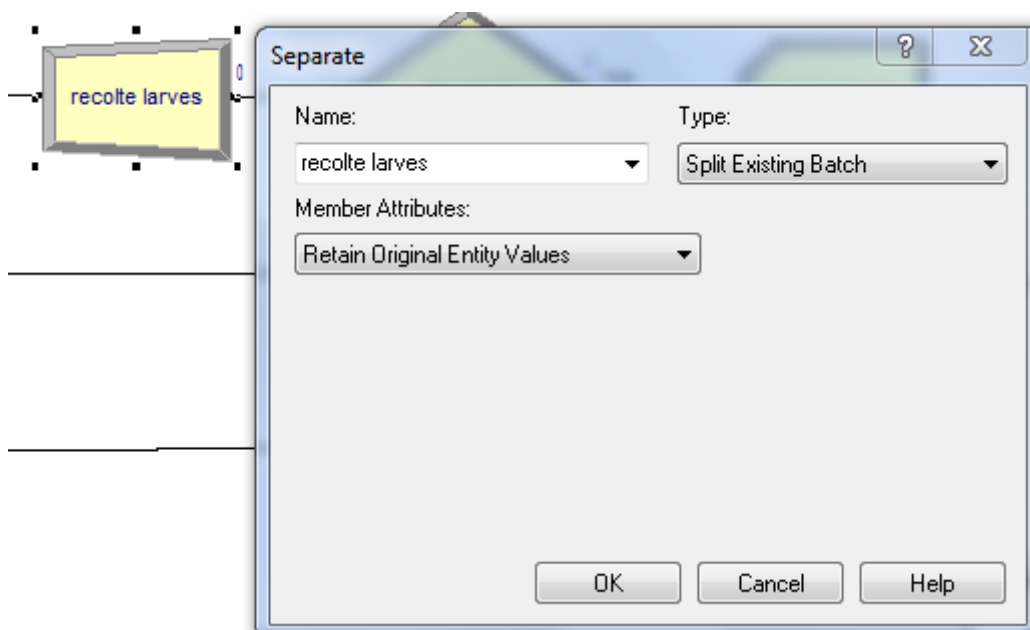 recolte larves
0
Separate
?
Name:
Type:
recolte larves
Split Existing Batch
Member Attributes:
Retain Original Entity Values
OK
Cancel
Help